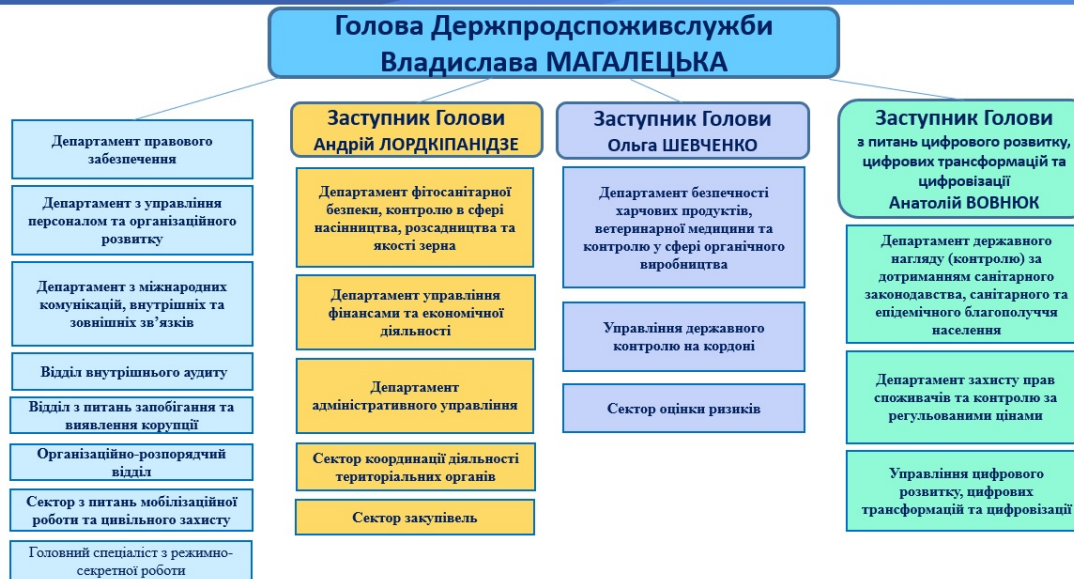 Голова Держпродспоживслужби
Владислава МАГАЛЕЦЬКА
Департамент правового
забезпечення
Департамент з управління
персоналом та організаційного
розвитку
Департамент з міжнародних
комунікацій, внутрішніх та
зовнішніх зв’язків
Відділ внутрішнього аудиту
Відділ з питань запобігання та
виявлення корупції
Організаційно-розпорядчий
відділ
Сектор з питань мобілізаційної
роботи та цивільного захисту
Головний спеціаліст з режимно-
секретної роботи
Заступник Голови
Андрій ЛОРДКІПАНІДЗЕ
Департамент фітосанітарної
безпеки, контролю в сфері
насінництва, розсадництва та
якості зерна
Департамент управління
фінансами та економічної
діяльності
Департамент
адміністративного управління
Сектор координації діяльності
територіальних органів
Сектор закупівель
Заступник Голови
Ольга ШЕВЧЕНКО
Департамент безпечності
харчових продуктів,
ветеринарної медицини та
контролю у сфері органічного
виробництва
Управління державного
контролю на кордоні
Сектор оцінки ризиків
Заступник Голови
з питань цифрового розвитку,
цифрових трансформацій та
цифровізації
Анатолій ВОВНЮК
Департамент державного
нагляду (контролю) за
дотриманням санітарного
законодавства, санітарного та
епідемічного благополуччя
населення
Департамент захисту прав
споживачів та контролю за
регульованими цінами
Управління цифрового
розвитку, цифрових
трансформацій та цифровізації